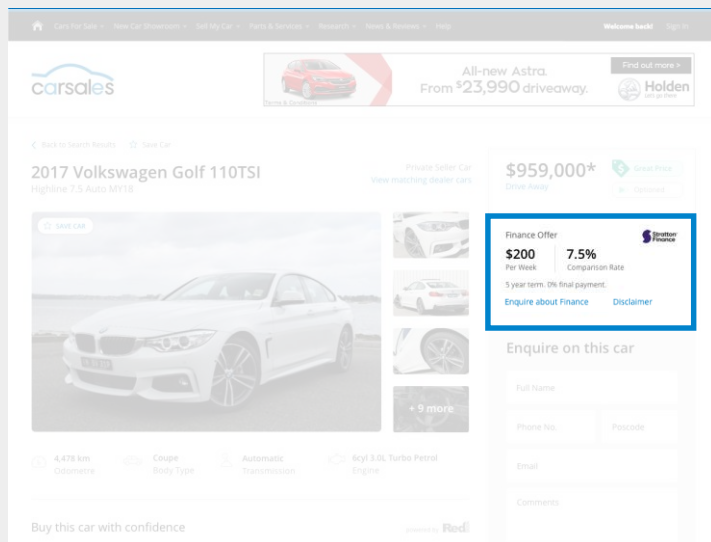 Cars For Sale
New Car Showroom
Sell My Car
Parts & Services
Research
News & Reviews
Help
Welcome back!
Sign In
carsales
All-new Astra.
From $23,990 driveaway.
Find out more >
Holden
Let's go there
Terms & Conditions
Back to Search Results
Save Car
2017 Volkswagen Golf 110TSI
Highline 7.5 Auto MY18
Private Seller Car
View matching dealer cars
SAVE CAR
+ 9 more
4,478 km
Odometre
Coupe
Body Type
Automatic
Transmission
6cyl 3.0L Turbo Petrol
Engine
Buy this car with confidence
powered by Red
$959,000*
Drive Away
Great Price
Finance Offer
Stratton
Finance
$200
Per Week
7.5%
Comparison Rate
5 year term. 0% final payment.
Enquire about Finance
Disclaimer
Enquire on this car
Full Name
Phone No.
Poscode
Email
Comments